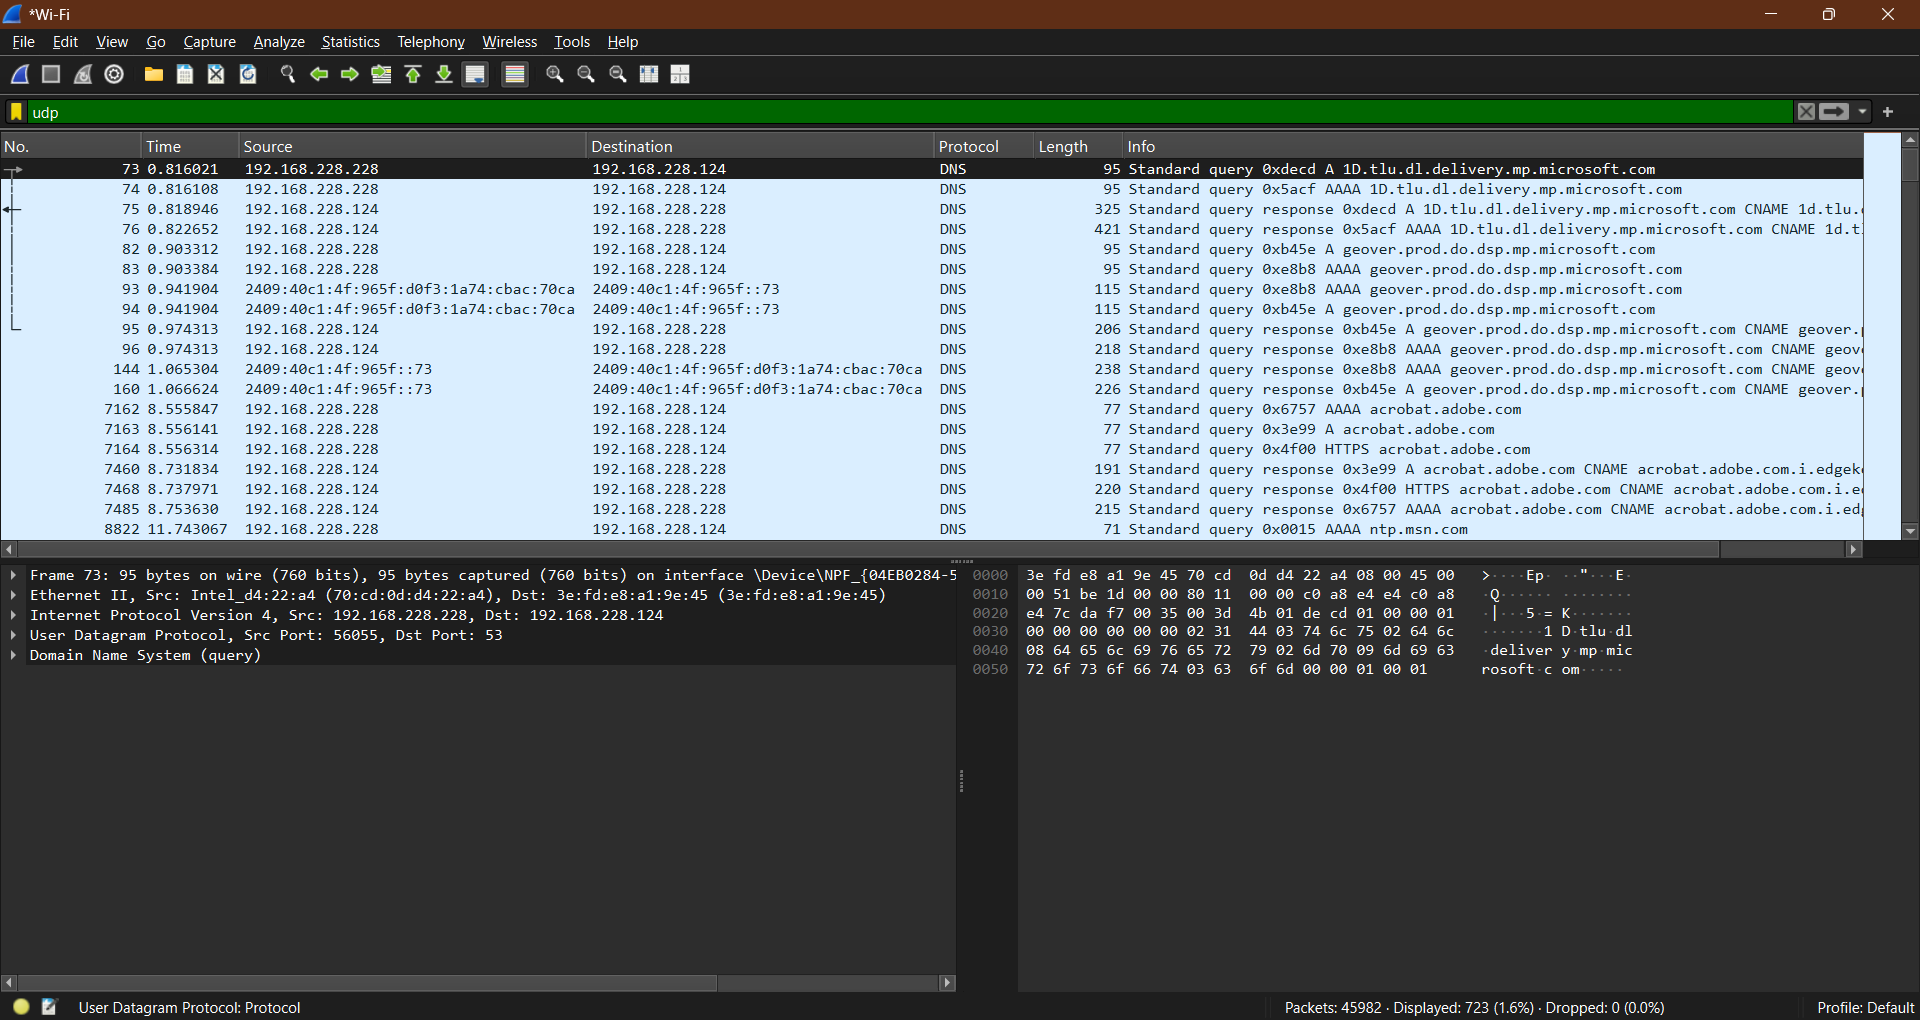 *Wi-Fi
File Edit View Go Capture Analyze Statistics Telephony Wireless Tools Help
udp
No. Time Source Destination Protocol Length Info
73 0.816021 192.168.228.228 192.168.228.124 DNS 95 Standard query 0xdecd A 1D.tlu.dl.delivery.mp.microsoft.com
74 0.816108 192.168.228.228 192.168.228.124 DNS 95 Standard query 0x5acf AAAA 1D.tlu.dl.delivery.mp.microsoft.com
75 0.818946 192.168.228.124 192.168.228.228 DNS 325 Standard query response 0xdecd A 1D.tlu.dl.delivery.mp.microsoft.com CNAME 1d.tlu.
76 0.822652 192.168.228.124 192.168.228.228 DNS 421 Standard query response 0x5acf AAAA 1D.tlu.dl.delivery.mp.microsoft.com CNAME 1d.t
82 0.903312 192.168.228.228 192.168.228.124 DNS 95 Standard query 0xb45e A geover.prod.do.dsp.mp.microsoft.com
83 0.903384 192.168.228.228 192.168.228.124 DNS 95 Standard query 0xe8b8 AAAA geover.prod.do.dsp.mp.microsoft.com
93 0.941904 2409:40c1:4f:965f:d0f3:1a74:cbac:70ca 2409:40c1:4f:965f::73 DNS 115 Standard query 0xe8b8 AAAA geover.prod.do.dsp.mp.microsoft.com
94 0.941904 2409:40c1:4f:965f:d0f3:1a74:cbac:70ca 2409:40c1:4f:965f::73 DNS 115 Standard query 0xb45e A geover.prod.do.dsp.mp.microsoft.com
95 0.974313 192.168.228.124 192.168.228.228 DNS 206 Standard query response 0xb45e A geover.prod.do.dsp.mp.microsoft.com CNAME geover.
96 0.974313 192.168.228.124 192.168.228.228 DNS 218 Standard query response 0xe8b8 AAAA geover.prod.do.dsp.mp.microsoft.com CNAME geov
144 1.065304 2409:40c1:4f:965f::73 2409:40c1:4f:965f:d0f3:1a74:cbac:70ca DNS 238 Standard query response 0xe8b8 AAAA geover.prod.do.dsp.mp.microsoft.com CNAME geov
160 1.066624 2409:40c1:4f:965f::73 2409:40c1:4f:965f:d0f3:1a74:cbac:70ca DNS 226 Standard query response 0xb45e A geover.prod.do.dsp.mp.microsoft.com CNAME geover.
7162 8.555847 192.168.228.228 192.168.228.124 DNS 77 Standard query 0x6757 AAAA acrobat.adobe.com
7163 8.556141 192.168.228.228 192.168.228.124 DNS 77 Standard query 0x3e99 A acrobat.adobe.com
7164 8.556314 192.168.228.228 192.168.228.124 DNS 77 Standard query 0x4f00 HTTPS acrobat.adobe.com
7460 8.731834 192.168.228.124 192.168.228.228 DNS 191 Standard query response 0x3e99 A acrobat.adobe.com CNAME acrobat.adobe.com.i.edgek
7468 8.737971 192.168.228.124 192.168.228.228 DNS 220 Standard query response 0x4f00 HTTPS acrobat.adobe.com CNAME acrobat.adobe.com.i.e
7485 8.753630 192.168.228.124 192.168.228.228 DNS 215 Standard query response 0x6757 AAAA acrobat.adobe.com CNAME acrobat.adobe.com.i.ed
8822 11.743067 192.168.228.228 192.168.228.124 DNS 71 Standard query 0x0015 AAAA ntp.msn.com
Frame 73: 95 bytes on wire (760 bits), 95 bytes captured (760 bits) on interface \Device\NPF_{04EB0284-5
Ethernet II, Src: Intel_d4:22:a4 (70:cd:0d:d4:22:a4), Dst: 3e:fd:e8:a1:9e:45 (3e:fd:e8:a1:9e:45)
Internet Protocol Version 4, Src: 192.168.228.228, Dst: 192.168.228.124
User Datagram Protocol, Src Port: 56055, Dst Port: 53
Domain Name System (query)
0000 3e fd e8 a1 9e 45 70 cd 0d d4 22 a4 08 00 45 00 >····Ep· ··"···E·
0010 00 51 be 1d 00 00 80 11 00 00 c0 a8 e4 e4 c0 a8 ·Q······ ········
0020 e4 7c da f7 00 35 00 3d 4b 01 de cd 01 00 00 01 ·|···5·= K·······
0030 00 00 00 00 00 00 02 31 44 03 74 6c 75 02 64 6c ·······1 D·tlu·dl
0040 08 64 65 6c 69 76 65 72 79 02 6d 70 09 6d 69 63 ·deliver y·mp·mic
0050 72 6f 73 6f 66 74 03 63 6f 6d 00 00 01 00 01 rosoft·c om·····
User Datagram Protocol: Protocol
Packets: 45982 · Displayed: 723 (1.6%) · Dropped: 0 (0.0%)
Profile: Default